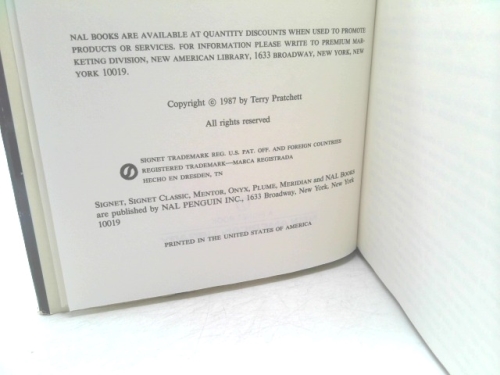 NAL BOOKS ARE AVAILABLE AT QUANTITY DISCOUNTS WHEN USED TO PROMOTE
PRODUCTS OR SERVICES. FOR INFORMATION PLEASE WRITE TO PREMIUM MAR-
KETING DIVISION, NEW AMERICAN LIBRARY, 1633 BROADWAY, NEW YORK, NEW
YORK 10019.
Copyright © 1987 by Terry Pratchett
All rights reserved
SIGNET TRADEMARK REG. U.S. PAT. OFF. AND FOREIGN COUNTRIES
REGISTERED TRADEMARK—MARCA REGISTRADA
HECHO EN DRESDEN, TN
SIGNET, SIGNET CLASSIC, MENTOR, ONYX, PLUME, MERIDIAN and NAL BOOKS
are published by NAL PENGUIN INC., 1633 Broadway, New York, New York
10019
PRINTED IN THE UNITED STATES OF AMERICA